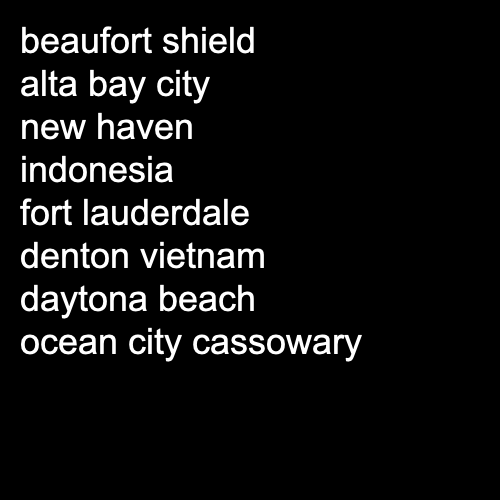 beaufort shield
alta bay city
new haven
indonesia
fort lauderdale
denton vietnam
daytona beach
ocean city cassowary